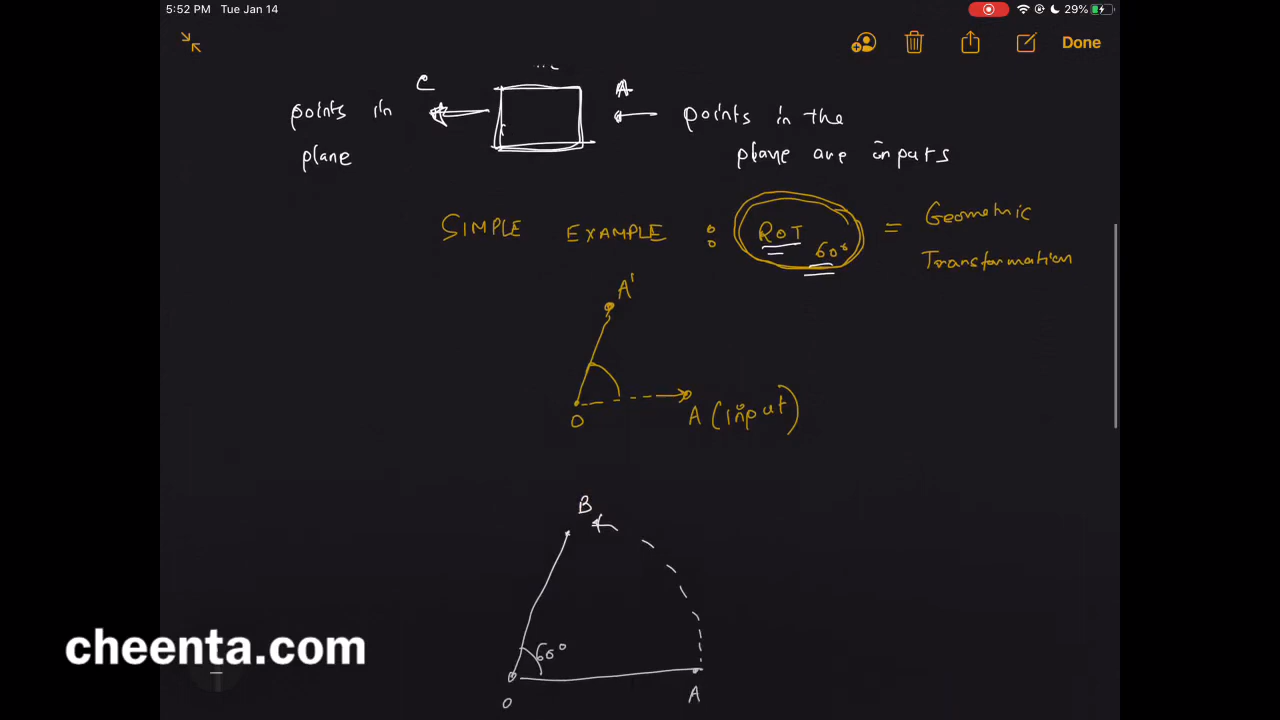 5:52 PM Tue Jan 14
29%
Done
C
A
points in
points in the
plane
plane are inputs
SIMPLE EXAMPLE : ROT 60° = Geometric
Transformation
A'
O
A (input)
B
60°
O
A
cheenta.com